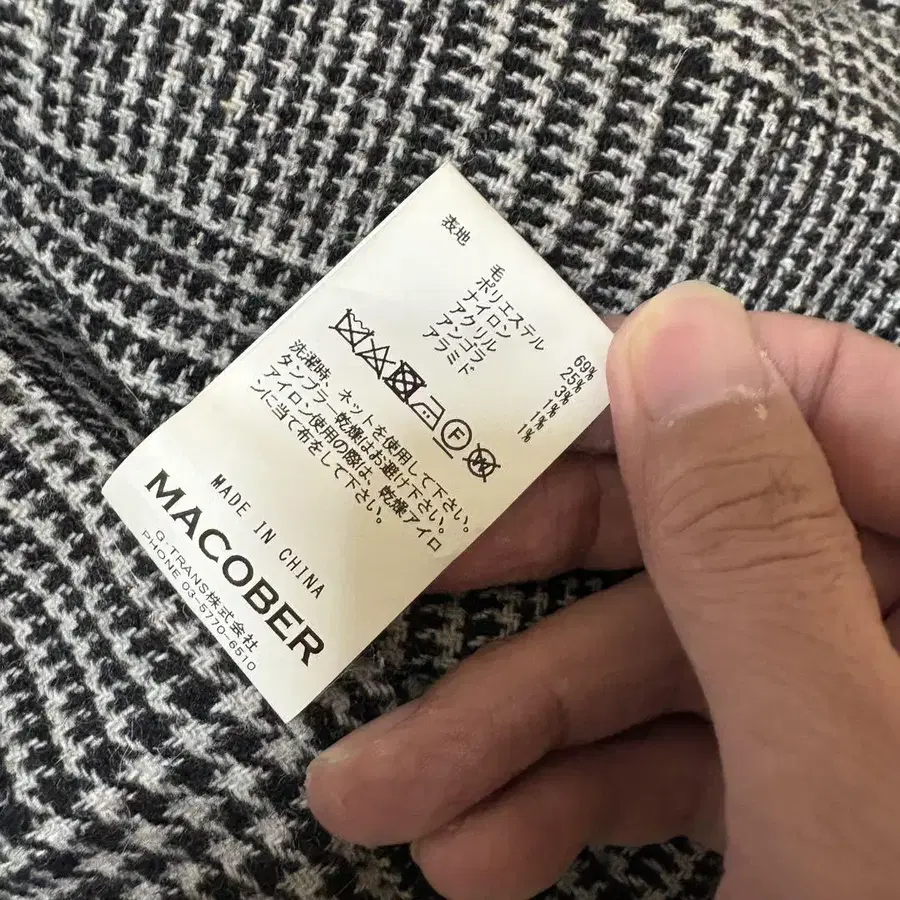 表地
毛 69%
ポリエステル 25%
ナイロン 3%
アクリル 1%
アンゴラ 1%
アラミド 1%
F
W
洗濯時、ネットを使用して下さい。
タンブラー乾燥はお避け下さい。
アイロン使用の際は、乾燥アイロ
ンに当て布をして下さい。
MADE IN CHINA
MACOBER
G-TRANS株式会社
PHONE 03-5770-6510